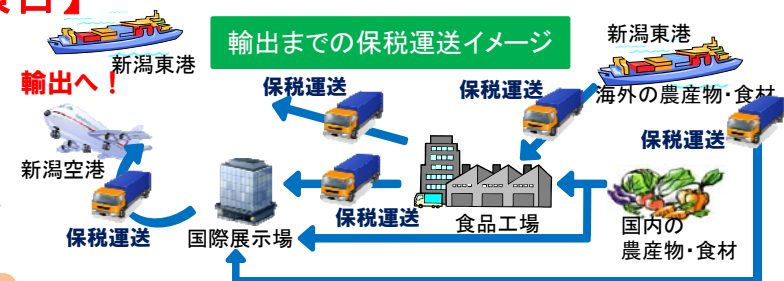 】
輸出までの保税運送イメージ
新潟東港
新潟東港
輸出へ！
保税運送
保税運送
海外の農産物・食材
保税運送
新潟空港
保税運送
国際展示場
保税運送
食品工場
国内の
農産物・食材